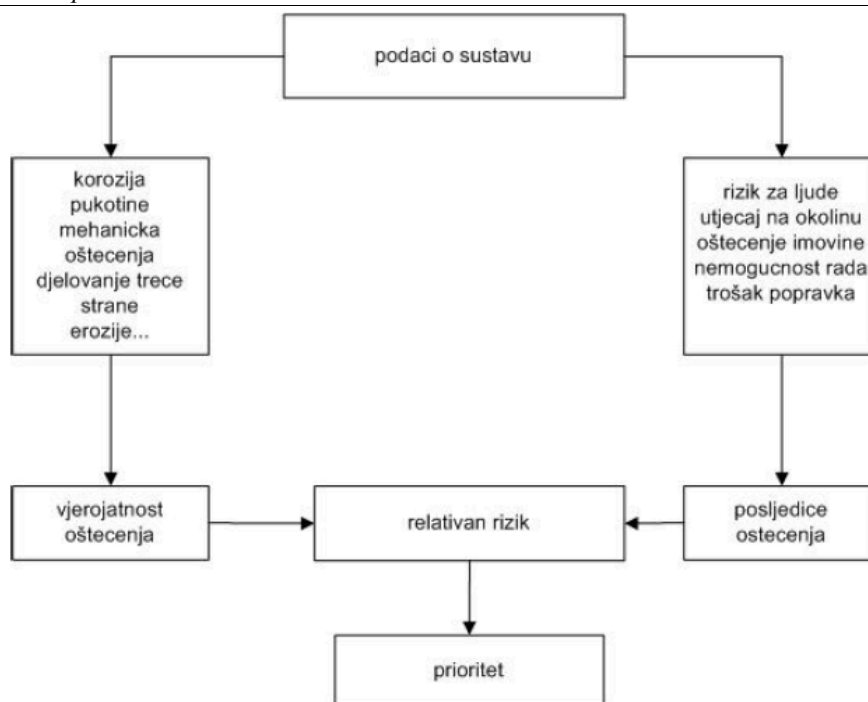 podaci o sustavu
korozija
pukotine
mehanicka
oštecenja
djelovanje trece
strane
erozije...
rizik za ljude
utjecaj na okolinu
oštecenje imovine
nemogucnost rada
trošak popravka
vjerojatnost
oštecenja
relativan rizik
posljedice
ostecenja
prioritet